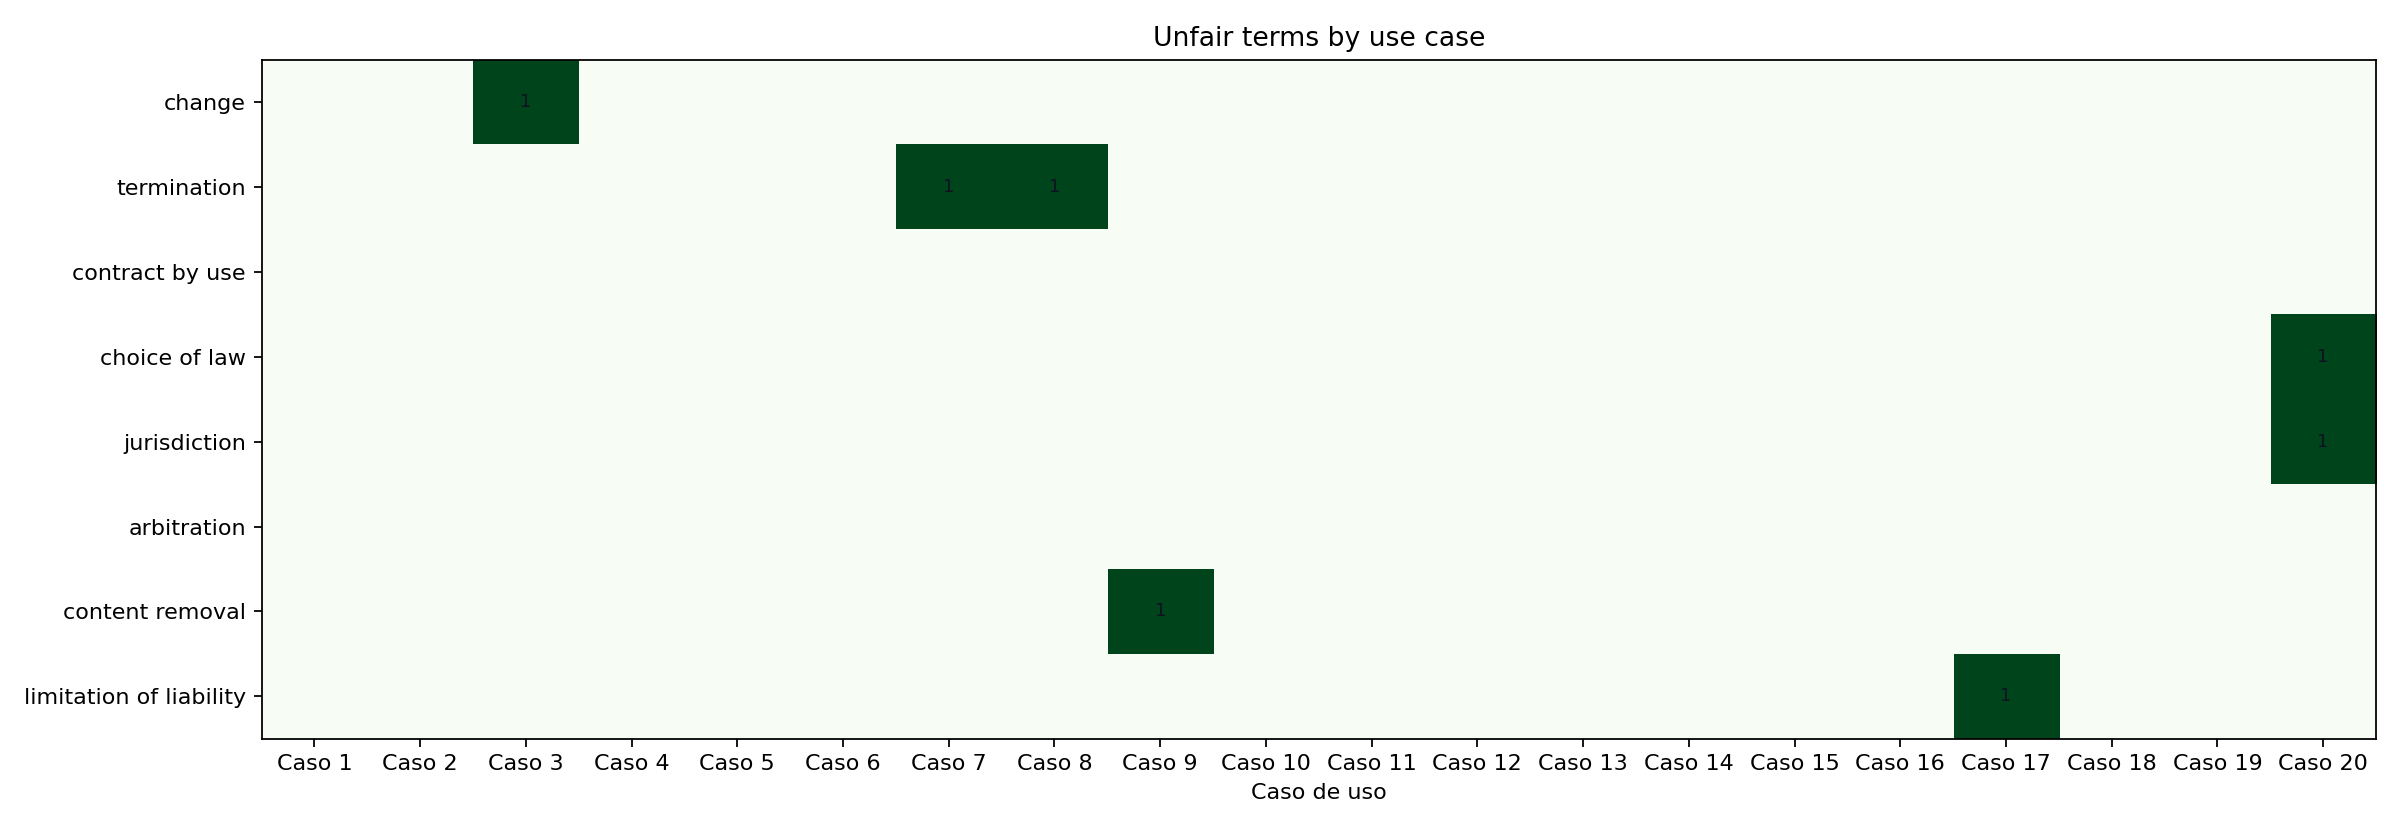 Unfair terms by use case
change
1
termination
1 1
contract by use
choice of law
1
jurisdiction
1
arbitration
content removal
1
limitation of liability
1
Caso 1 Caso 2 Caso 3 Caso 4 Caso 5 Caso 6 Caso 7 Caso 8 Caso 9 Caso 10 Caso 11 Caso 12 Caso 13 Caso 14 Caso 15 Caso 16 Caso 17 Caso 18 Caso 19 Caso 20
Caso de uso